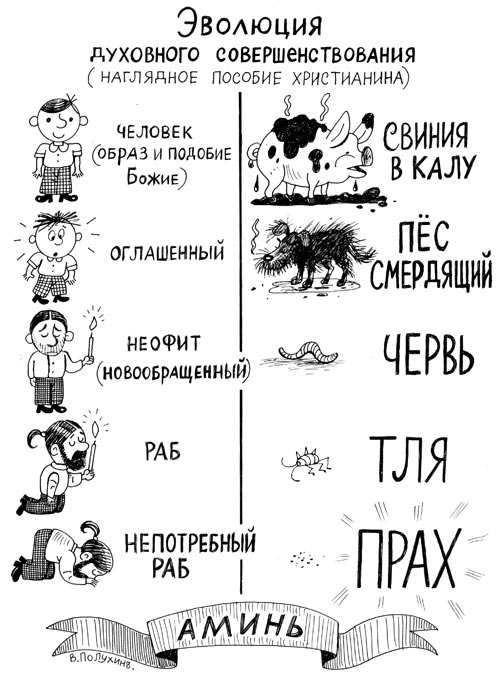 Эволюция
духовного совершенствования
(наглядное пособие христианина)
человек
(образ и подобие
Божие)
оглашенный
неофит
(новообращенный)
раб
непотребный
раб
свиния
в калу
пёс
смердящий
червь
тля
прах
аминь
В.Полухинъ.